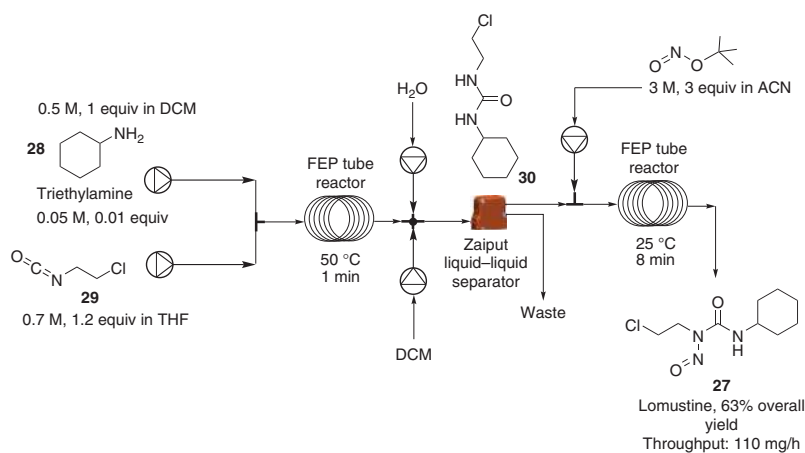 0.5 M, 1 equiv in DCM
28
NH₂
Triethylamine
0.05 M, 0.01 equiv
O
C
N
Cl
29
0.7 M, 1.2 equiv in THF
FEP tube
reactor
50 °C
1 min
H₂O
DCM
Cl
HN
O
HN
30
Zaiput
liquid–liquid
separator
Waste
O
N
O
3 M, 3 equiv in ACN
FEP tube
reactor
25 °C
8 min
O
Cl
N
N
H
N
O
27
Lomustine, 63% overall
yield
Throughput: 110 mg/h